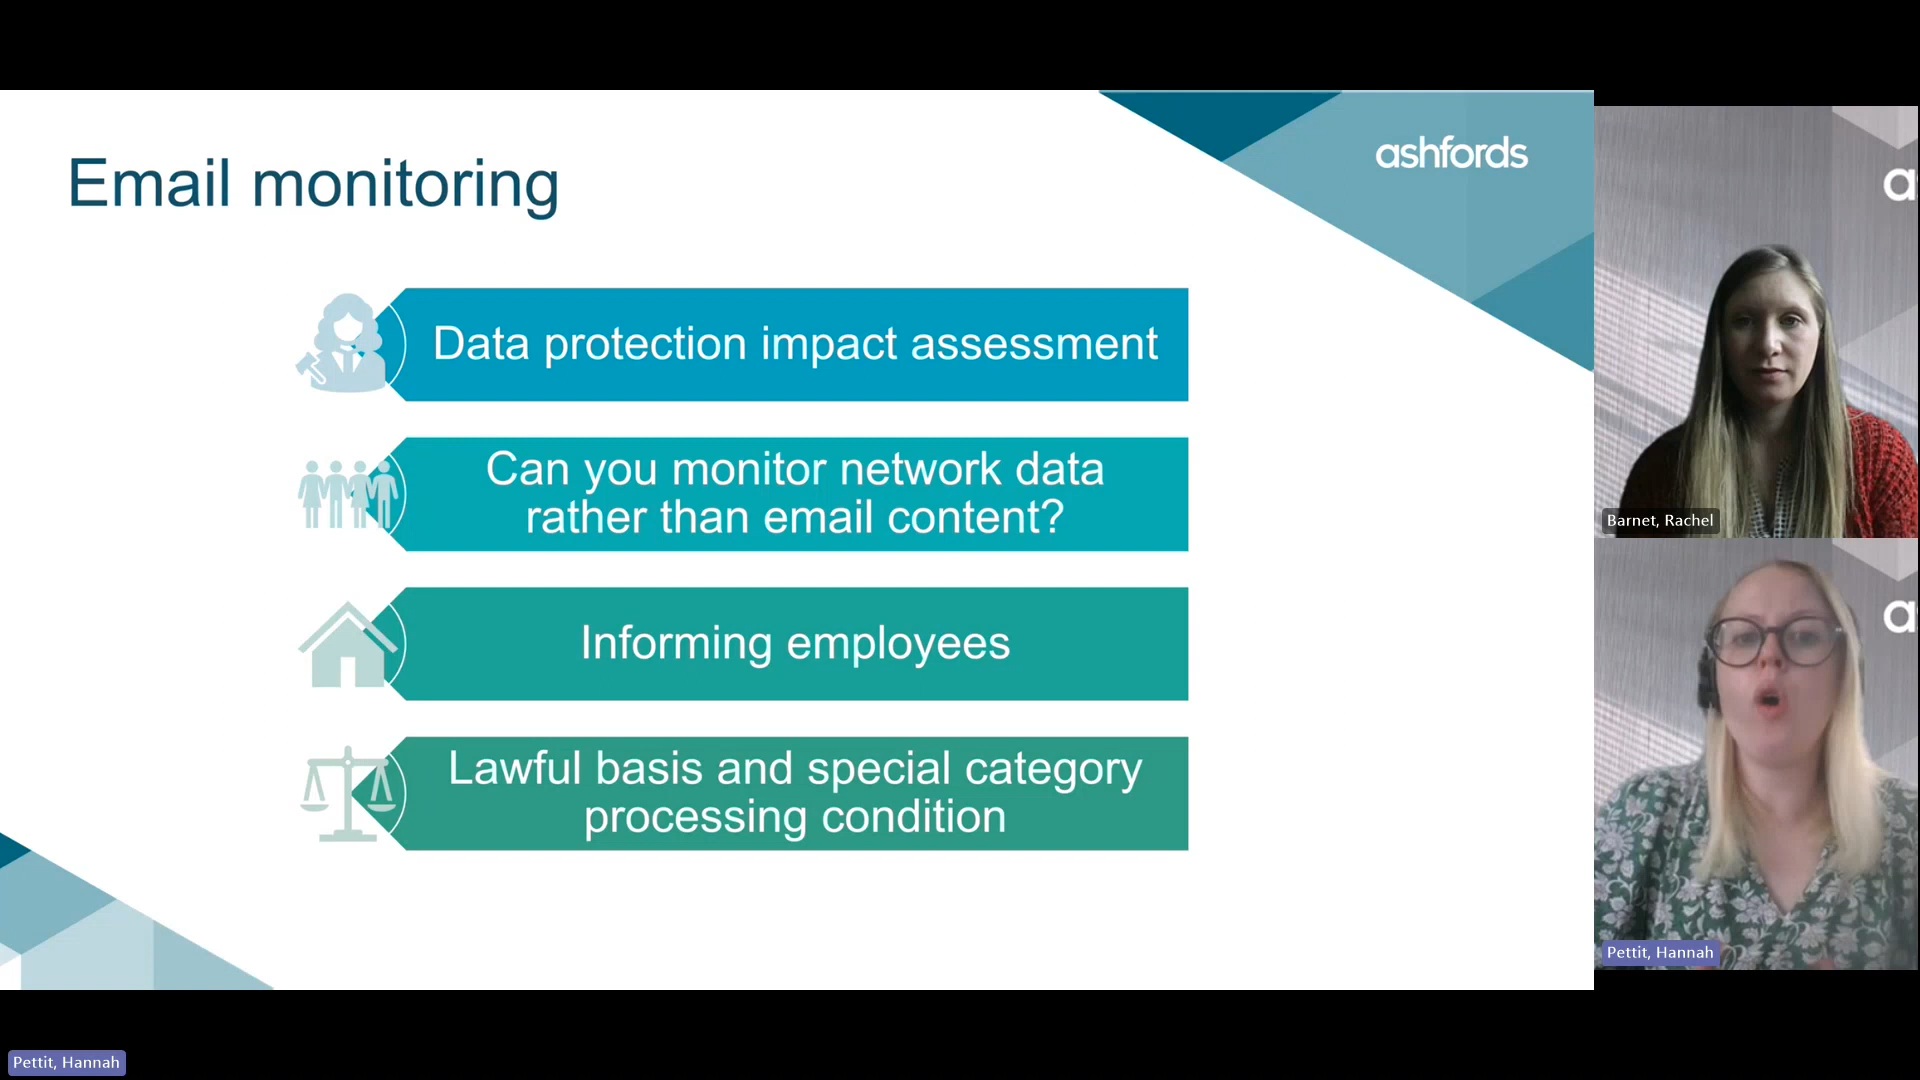 Email monitoring
ashfords
Data protection impact assessment
Can you monitor network data
rather than email content?
Informing employees
Lawful basis and special category
processing condition
a
Barnet, Rachel
a
Pettit, Hannah
Pettit, Hannah